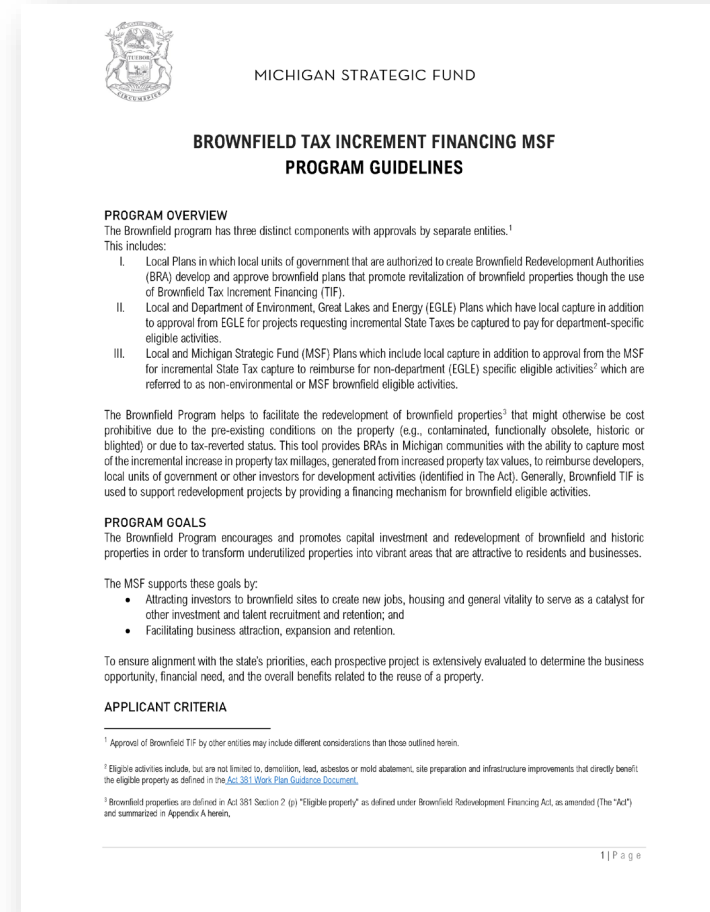 TUEBOR
CIRCUMSPICE
MICHIGAN STRATEGIC FUND
BROWNFIELD TAX INCREMENT FINANCING MSF
PROGRAM GUIDELINES
PROGRAM OVERVIEW
The Brownfield program has three distinct components with approvals by separate entities.¹
This includes:
I. Local Plans in which local units of government that are authorized to create Brownfield Redevelopment Authorities
(BRA) develop and approve brownfield plans that promote revitalization of brownfield properties though the use
of Brownfield Tax Increment Financing (TIF).
II. Local and Department of Environment, Great Lakes and Energy (EGLE) Plans which have local capture in addition
to approval from EGLE for projects requesting incremental State Taxes be captured to pay for department-specific
eligible activities.
III. Local and Michigan Strategic Fund (MSF) Plans which include local capture in addition to approval from the MSF
for incremental State Tax capture to reimburse for non-department (EGLE) specific eligible activities² which are
referred to as non-environmental or MSF brownfield eligible activities.
The Brownfield Program helps to facilitate the redevelopment of brownfield properties³ that might otherwise be cost
prohibitive due to the pre-existing conditions on the property (e.g., contaminated, functionally obsolete, historic or
blighted) or due to tax-reverted status. This tool provides BRAs in Michigan communities with the ability to capture most
of the incremental increase in property tax millages, generated from increased property tax values, to reimburse developers,
local units of government or other investors for development activities (identified in The Act). Generally, Brownfield TIF is
used to support redevelopment projects by providing a financing mechanism for brownfield eligible activities.
PROGRAM GOALS
The Brownfield Program encourages and promotes capital investment and redevelopment of brownfield and historic
properties in order to transform underutilized properties into vibrant areas that are attractive to residents and businesses.
The MSF supports these goals by:
• Attracting investors to brownfield sites to create new jobs, housing and general vitality to serve as a catalyst for
other investment and talent recruitment and retention; and
• Facilitating business attraction, expansion and retention.
To ensure alignment with the state's priorities, each prospective project is extensively evaluated to determine the business
opportunity, financial need, and the overall benefits related to the reuse of a property.
APPLICANT CRITERIA
¹ Approval of Brownfield TIF by other entities may include different considerations than those outlined herein.
² Eligible activities include, but are not limited to, demolition, lead, asbestos or mold abatement, site preparation and infrastructure improvements that directly benefit
the eligible property as defined in the Act 381 Work Plan Guidance Document.
³ Brownfield properties are defined in Act 381 Section 2 (p) "Eligible property" as defined under Brownfield Redevelopment Financing Act, as amended (The "Act")
and summarized in Appendix A herein,
1 | Page